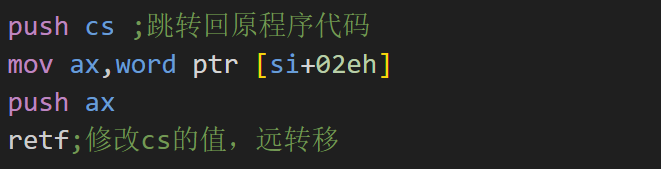 push cs ;跳转回原程序代码
mov ax,word ptr [si+02eh]
push ax
retf;修改cs的值，远转移